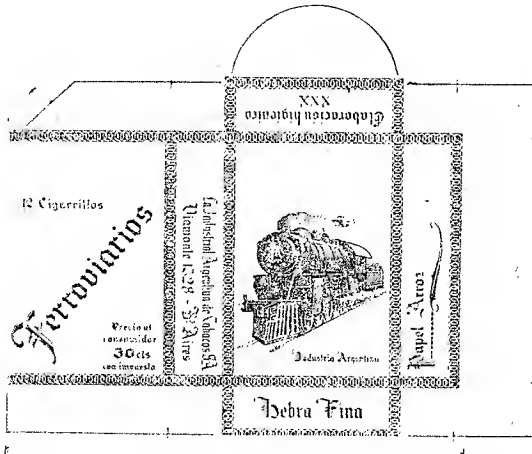 Elaboración higiénica
XXX
12 Cigarrillos
Ferroviarios
Precio al
consumidor
30 cts
con impuesto
La Industrial Argentina de Tabacos S.A
Viamonte 1528 - Bs Aires
Industria Argentina
Papel Arroz
Hebra Fina